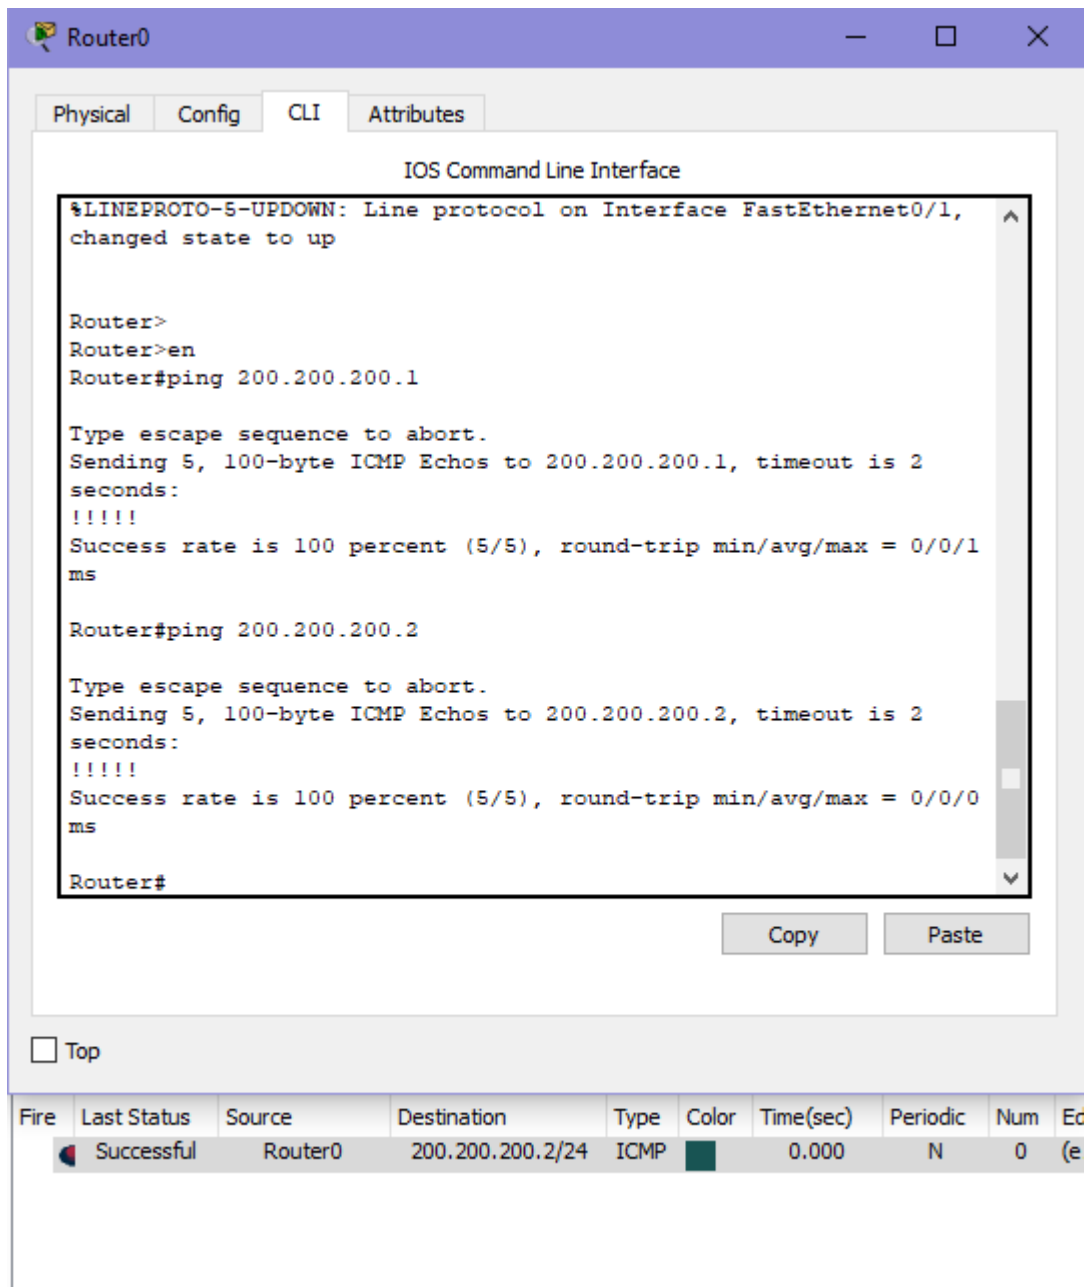 Router0
Physical Config CLI Attributes
IOS Command Line Interface
%LINEPROTO-5-UPDOWN: Line protocol on Interface FastEthernet0/1,
changed state to up
Router>
Router>en
Router#ping 200.200.200.1
Type escape sequence to abort.
Sending 5, 100-byte ICMP Echos to 200.200.200.1, timeout is 2
seconds:
!!!!!
Success rate is 100 percent (5/5), round-trip min/avg/max = 0/0/1
ms
Router#ping 200.200.200.2
Type escape sequence to abort.
Sending 5, 100-byte ICMP Echos to 200.200.200.2, timeout is 2
seconds:
!!!!!
Success rate is 100 percent (5/5), round-trip min/avg/max = 0/0/0
ms
Router#
Copy Paste
Top
Fire Last Status Source Destination Type Color Time(sec) Periodic Num Ed
Successful Router0 200.200.200.2/24 ICMP 0.000 N 0 (e